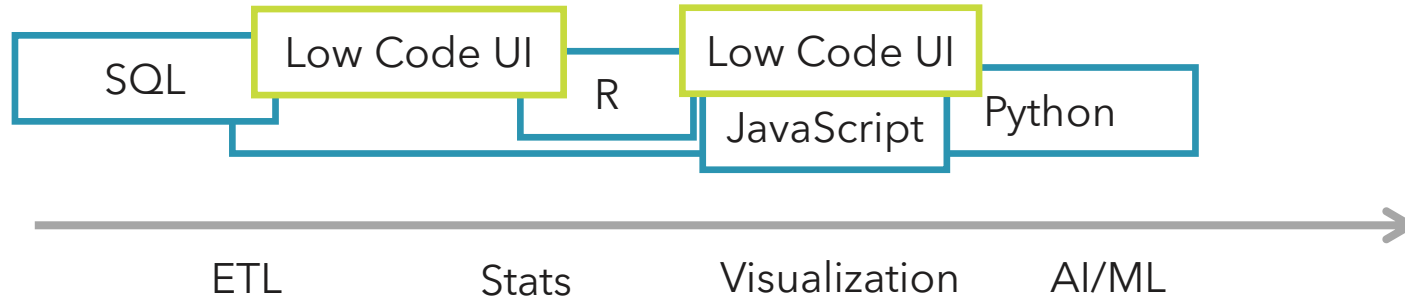 SQL
Low Code UI
R
Low Code UI
JavaScript
Python
ETL
Stats
Visualization
AI/ML